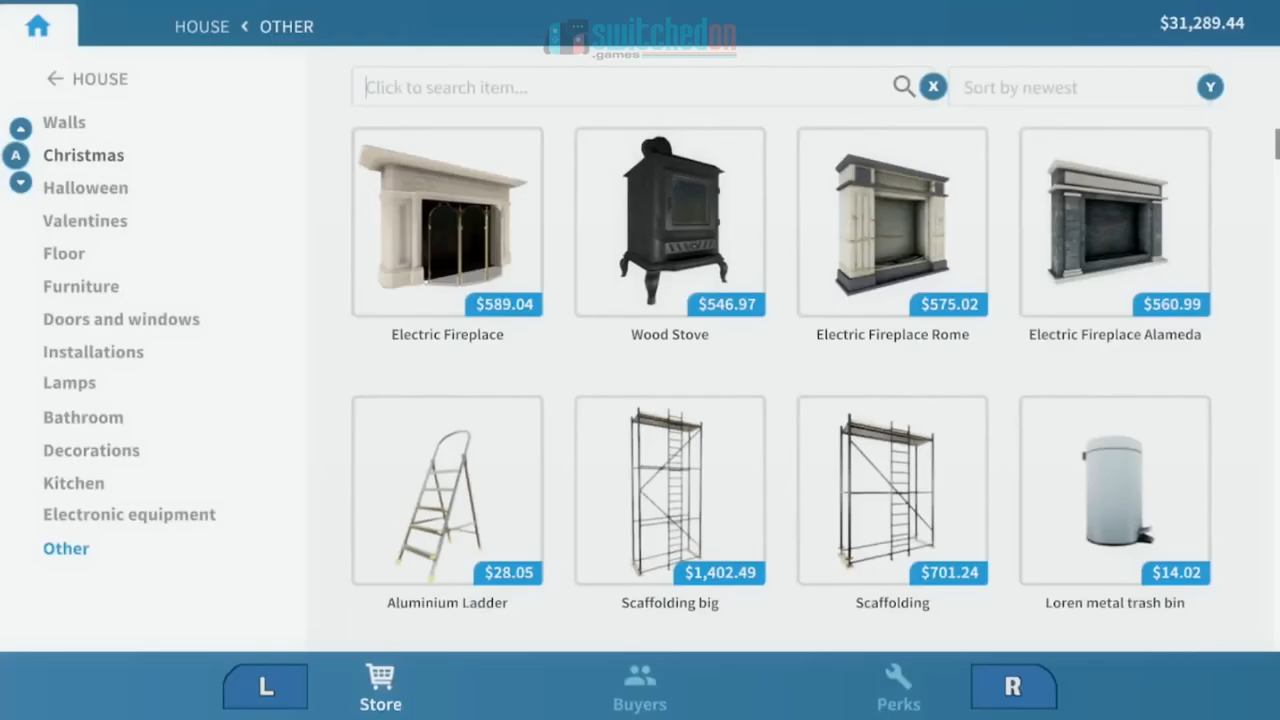 HOUSE < OTHER
switchedon
.games
$31,289.44
← HOUSE
Walls
A
Christmas
Halloween
Valentines
Floor
Furniture
Doors and windows
Installations
Lamps
Bathroom
Decorations
Kitchen
Electronic equipment
Other
Click to search item...
X
Sort by newest
Y
$589.04
$546.97
$575.02
$560.99
Electric Fireplace
Wood Stove
Electric Fireplace Rome
Electric Fireplace Alameda
$28.05
$1,402.49
$701.24
$14.02
Aluminium Ladder
Scaffolding big
Scaffolding
Loren metal trash bin
L
Store
Buyers
Perks
R